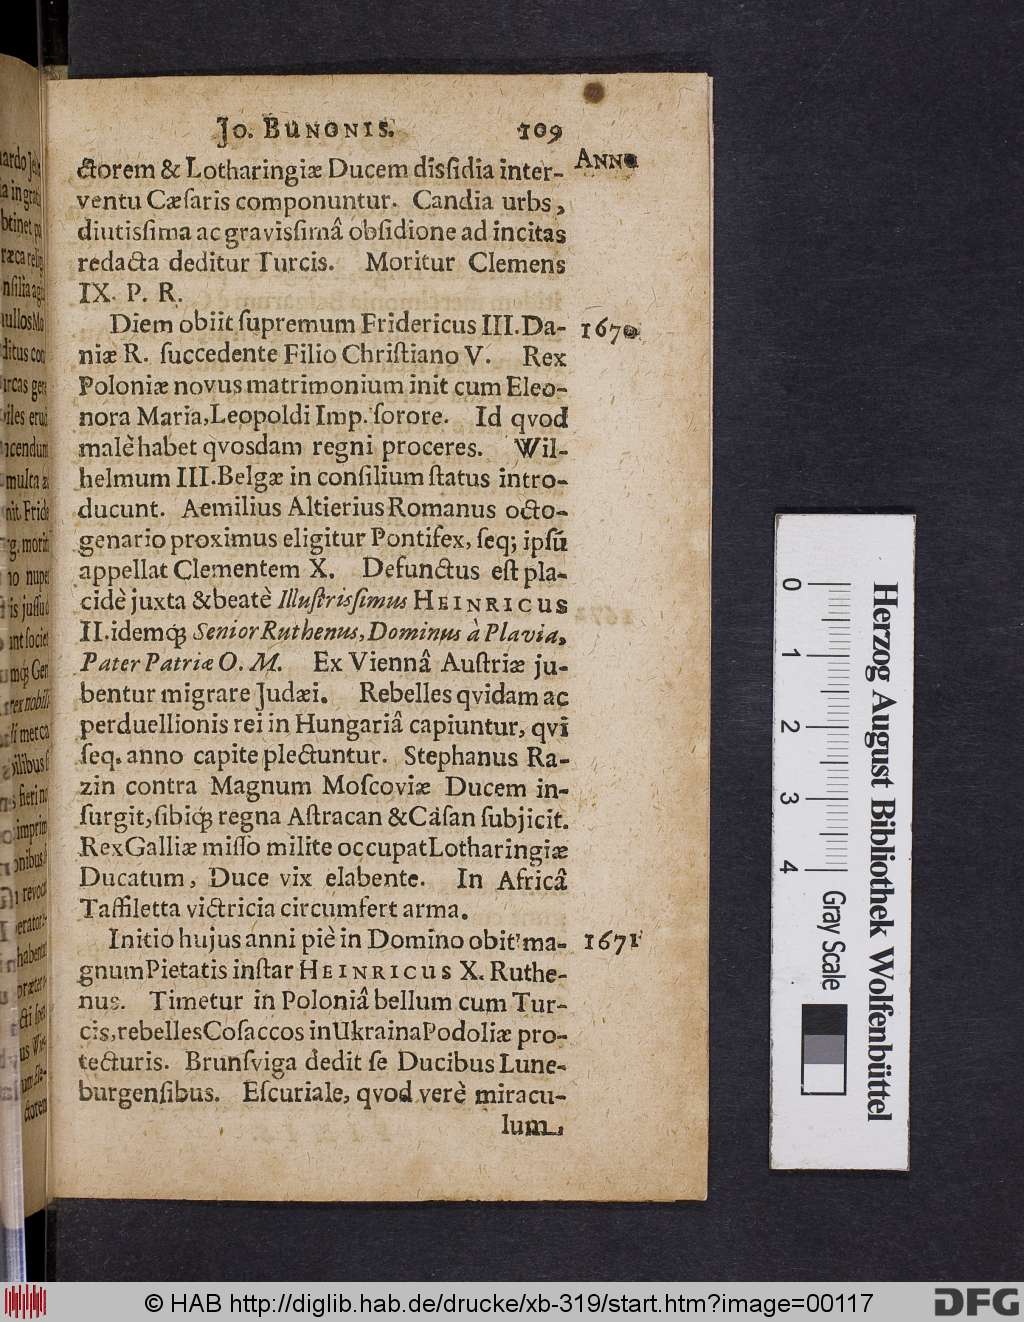 Jo. BUNONIS. 109
ANNO
ctorem & Lotharingiæ Ducem disſidia inter-
ventu Cæſaris componuntur. Candia urbs,
diutisſima ac gravisſimâ obſidione ad incitas
redacta deditur Turcis. Moritur Clemens
IX. P. R.
Diem obiit ſupremum Fridericus III. Da- 1670
niæ R. ſuccedente Filio Chriſtiano V. Rex
Poloniæ novus matrimonium init cum Eleo-
nora Maria, Leopoldi Imp. ſorore. Id qvod
malè habet qvosdam regni proceres. Wil-
helmum III. Belgæ in conſilium ſtatus intro-
ducunt. Aemilius Altierius Romanus octo-
genario proximus eligitur Pontifex, ſeq; ipſū
appellat Clementem X. Defunctus eſt pla-
cidè juxta & beatè Illuſtrisſimus HEINRICUS
II. idemq́; Senior Ruthenus, Dominus à Plavia,
Pater Patriæ O. M. Ex Viennâ Auſtriæ ju-
bentur migrare Judæi. Rebelles qvidam ac
perduellionis rei in Hungariâ capiuntur, qvi
ſeq. anno capite plectuntur. Stephanus Ra-
zin contra Magnum Moſcoviæ Ducem in-
ſurgit, ſibiq́; regna Aſtracan & Caſan ſubjicit.
Rex Galliæ miſſo milite occupat Lotharingiæ
Ducatum, Duce vix elabente. In Africâ
Taffiletta victricia circumfert arma.
Initio hujus anni piè in Domino obit ma- 1671
gnum Pietatis inſtar HEINRICUS X. Ruthe-
nus. Timetur in Poloniâ bellum cum Tur-
cis, rebelles Coſaccos in Ukraina Podoliæ pro-
tecturis. Brunſviga dedit ſe Ducibus Lune-
burgenſibus. Eſcuriale, qvod verè miracu-
lum,
0 1 2 3 4
Gray Scale
Herzog August Bibliothek Wolfenbüttel
© HAB http://diglib.hab.de/drucke/xb-319/start.htm?image=00117
DFG